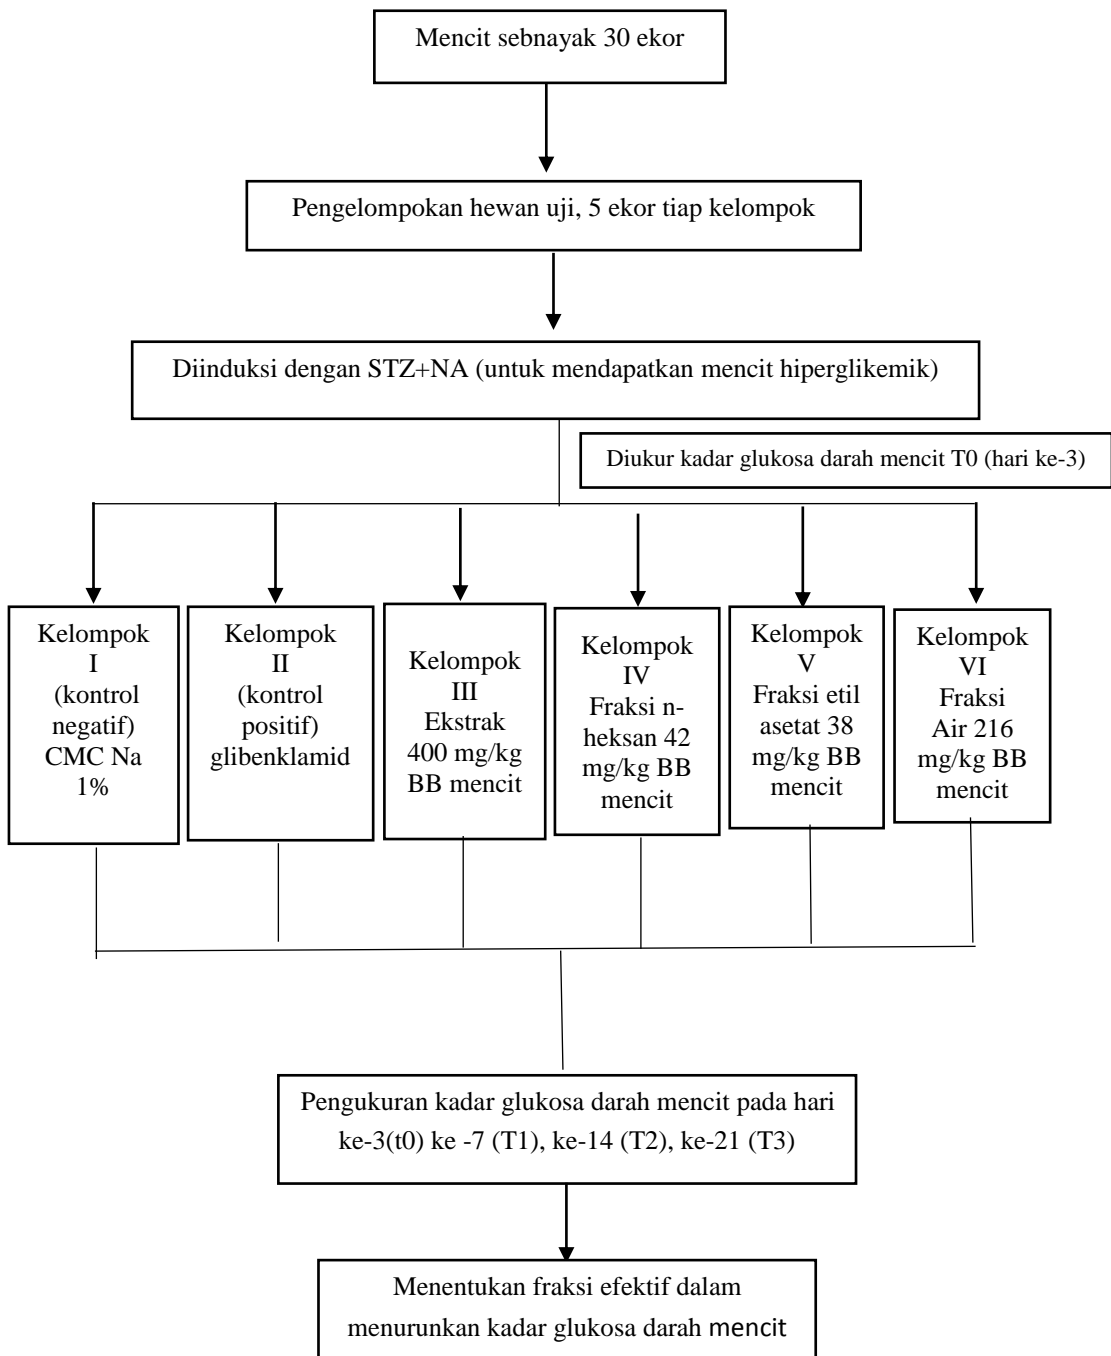 Mencit sebnayak 30 ekor
Pengelompokan hewan uji, 5 ekor tiap kelompok
Diinduksi dengan STZ+NA (untuk mendapatkan mencit hiperglikemik)
Diukur kadar glukosa darah mencit T0 (hari ke-3)
Kelompok
I
(kontrol
negatif)
CMC Na
1%
Kelompok
II
(kontrol
positif)
glibenklamid
Kelompok
III
Ekstrak
400 mg/kg
BB mencit
Kelompok
IV
Fraksi n-
heksan 42
mg/kg BB
mencit
Kelompok
V
Fraksi etil
asetat 38
mg/kg BB
mencit
Kelompok
VI
Fraksi
Air 216
mg/kg BB
mencit
Pengukuran kadar glukosa darah mencit pada hari
ke-3(t0) ke -7 (T1), ke-14 (T2), ke-21 (T3)
Menentukan fraksi efektif dalam
menurunkan kadar glukosa darah mencit